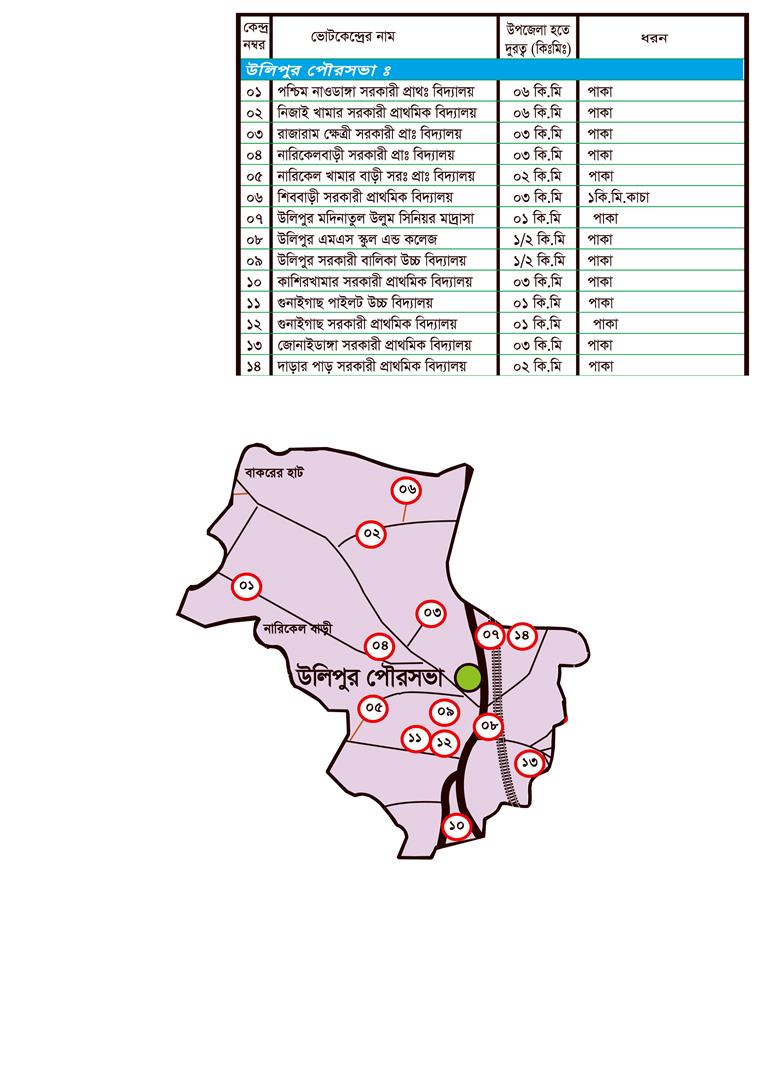 কেন্দ্র নম্বর ভোটকেন্দ্রের নাম উপজেলা হতে দুরত্ব (কিঃমিঃ) ধরন
উলিপুর পৌরসভা ঃ
০১ পশ্চিম নাওডাঙ্গা সরকারী প্রাথঃ বিদ্যালয় ০৬ কি.মি পাকা
০২ নিজাই খামার সরকারী প্রাথমিক বিদ্যালয় ০৬ কি.মি পাকা
০৩ রাজারাম ক্ষেত্রী সরকারী প্রাঃ বিদ্যালয় ০৩ কি.মি পাকা
০৪ নারিকেলবাড়ী সরকারী প্রাঃ বিদ্যালয় ০৩ কি.মি পাকা
০৫ নারিকেল খামার বাড়ী সরঃ প্রাঃ বিদ্যালয় ০২ কি.মি পাকা
০৬ শিববাড়ী সরকারী প্রাথমিক বিদ্যালয় ০৩ কি.মি ১কি.মি.কাচা
০৭ উলিপুর মদিনাতুল উলুম সিনিয়র মাদ্রাসা ০১ কি.মি পাকা
০৮ উলিপুর এমএস স্কুল এন্ড কলেজ ১/২ কি.মি পাকা
০৯ উলিপুর সরকারী বালিকা উচ্চ বিদ্যালয় ১/২ কি.মি পাকা
১০ কাশিরখামার সরকারী প্রাথমিক বিদ্যালয় ০৩ কি.মি পাকা
১১ গুনাইগাছ পাইলট উচ্চ বিদ্যালয় ০১ কি.মি পাকা
১২ গুনাইগাছ সরকারী প্রাথমিক বিদ্যালয় ০১ কি.মি পাকা
১৩ জোনাইডাঙ্গা সরকারী প্রাথমিক বিদ্যালয় ০৩ কি.মি পাকা
১৪ দাড়ার পাড় সরকারী প্রাথমিক বিদ্যালয় ০২ কি.মি পাকা
বাকরের হাট
০৬
০২
০১
০৩
নারিকেল বাড়ী
০৭ ১৪
০৪
উলিপুর পৌরসভা
০৫ ০৯
০৮
১১ ১২
১৩
১০